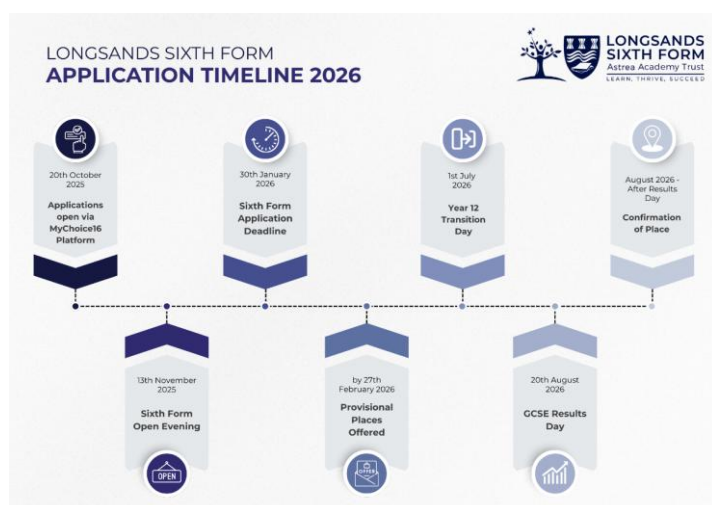 LONGSANDS SIXTH FORM
APPLICATION TIMELINE 2026
LONGSANDS
SIXTH FORM
Astrea Academy Trust
LEARN, THRIVE, SUCCEED
20th October
2025
Applications
open via
MyChoice16
Platform
30th January
2026
Sixth Form
Application
Deadline
1st July
2026
Year 12
Transition
Day
August 2026 -
After Results
Day
Confirmation
of Place
13th November
2025
Sixth Form
Open Evening
OPEN
by 27th
February 2026
Provisional
Places
Offered
OFFER
20th August
2026
GCSE Results
Day